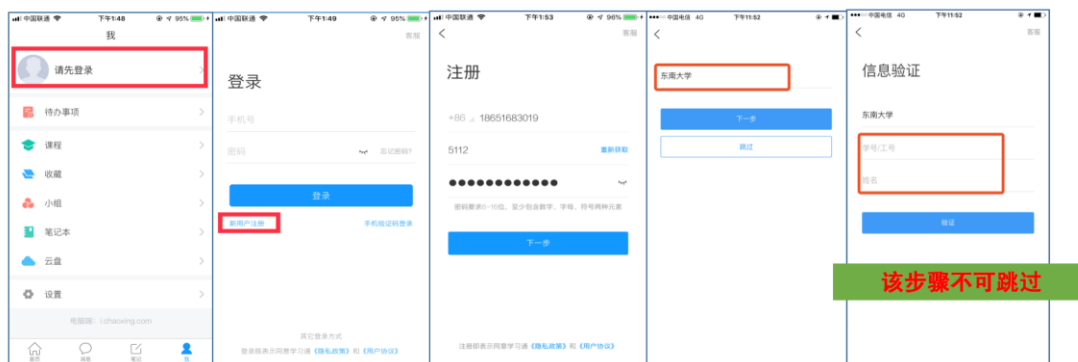 中国联通 下午1:48 95%
我
请先登录
待办事项
课程
收藏
小组
笔记本
云盘
设置
电脑端：i.chaoxing.com
首页 消息 笔记 我
中国联通 下午1:49 95%
客服
登录
手机号
密码 忘记密码?
登录
新用户注册 手机验证码登录
其它登录方式
登录即表示同意学习通《隐私政策》和《用户协议》
中国联通 下午1:53 96%
客服
注册
+86 18651683019
5112 重新获取
●●●●●●●●●●●●
密码要求6-16位，至少包含数字、字母、符号两种元素
下一步
注册即表示同意学习通《隐私政策》和《用户协议》
中国电信 4G 下午11:52
东南大学
下一步
跳过
中国电信 4G 下午11:52
客服
信息验证
东南大学
学号/工号
姓名
验证
该步骤不可跳过